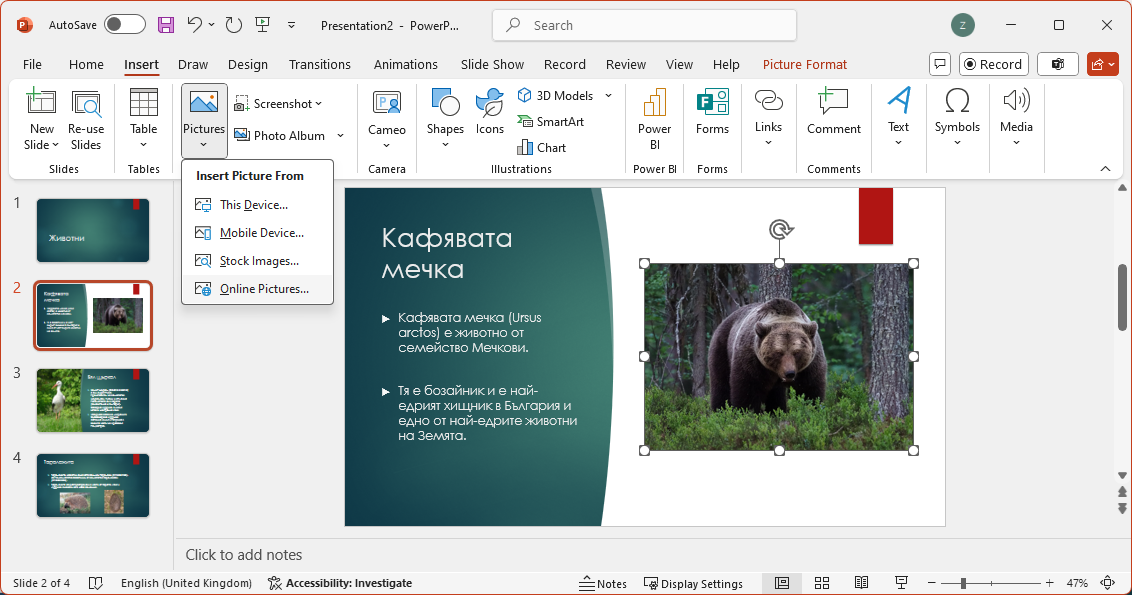 AutoSave
Presentation2 - PowerP...
Search
Z
File Home Insert Draw Design Transitions Animations Slide Show Record Review View Help Picture Format
Record
New Slide
Re-use Slides
Slides
Table
Tables
Pictures
Screenshot
Photo Album
Cameo
Camera
Shapes
Icons
3D Models
SmartArt
Chart
Illustrations
Power BI
Power BI
Forms
Forms
Links
Comment
Comments
Text
Symbols
Media
Insert Picture From
This Device...
Mobile Device...
Stock Images...
Online Pictures...
1
Животни
2
3
4
Кафявата
мечка
Кафявата мечка (Ursus
arctos) е животно от
семейство Мечкови.
Тя е бозайник и е най-
едрият хищник в България и
едно от най-едрите животни
на Земята.
Click to add notes
Slide 2 of 4
English (United Kingdom)
Accessibility: Investigate
Notes
Display Settings
47%